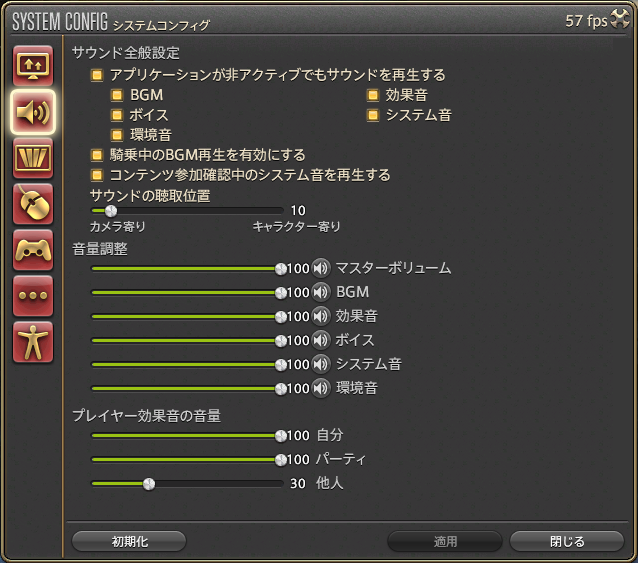 SYSTEM CONFIG システムコンフィグ 57 fps
サウンド全般設定
アプリケーションが非アクティブでもサウンドを再生する
BGM 効果音
ボイス システム音
環境音
騎乗中のBGM再生を有効にする
コンテンツ参加確認中のシステム音を再生する
サウンドの聴取位置
10
カメラ寄り キャラクター寄り
音量調整
100 マスターボリューム
100 BGM
100 効果音
100 ボイス
100 システム音
100 環境音
プレイヤー効果音の音量
100 自分
100 パーティ
30 他人
初期化 適用 閉じる